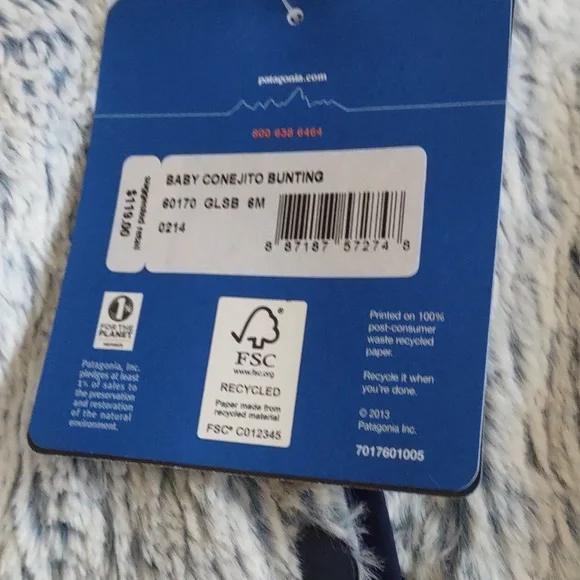 patagonia.com
800 638 6464
suggested retail
$119.00
BABY CONEJITO BUNTING
60170 GLSB 6M
0214
8 87187 57274 8
1%
FOR THE
PLANET
MEMBER
Patagonia, Inc.
pledges at least
1% of sales to
the preservation
and restoration
of the natural
environment.
FSC
www.fsc.org
RECYCLED
Paper made from
recycled material
FSC® C012345
Printed on 100%
post-consumer
waste recycled
paper.
Recycle it when
you're done.
© 2013
Patagonia Inc.
7017601005